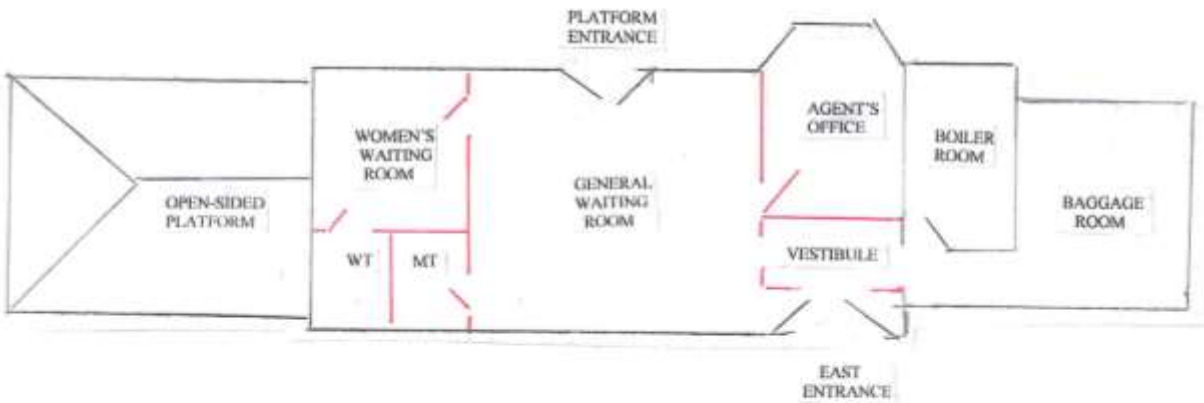 PLATFORM
ENTRANCE
AGENT'S
OFFICE
WOMEN'S
WAITING
ROOM
BOILER
ROOM
GENERAL
WAITING
ROOM
OPEN-SIDED
PLATFORM
BAGGAGE
ROOM
WT
MT
VESTIBULE
EAST
ENTRANCE